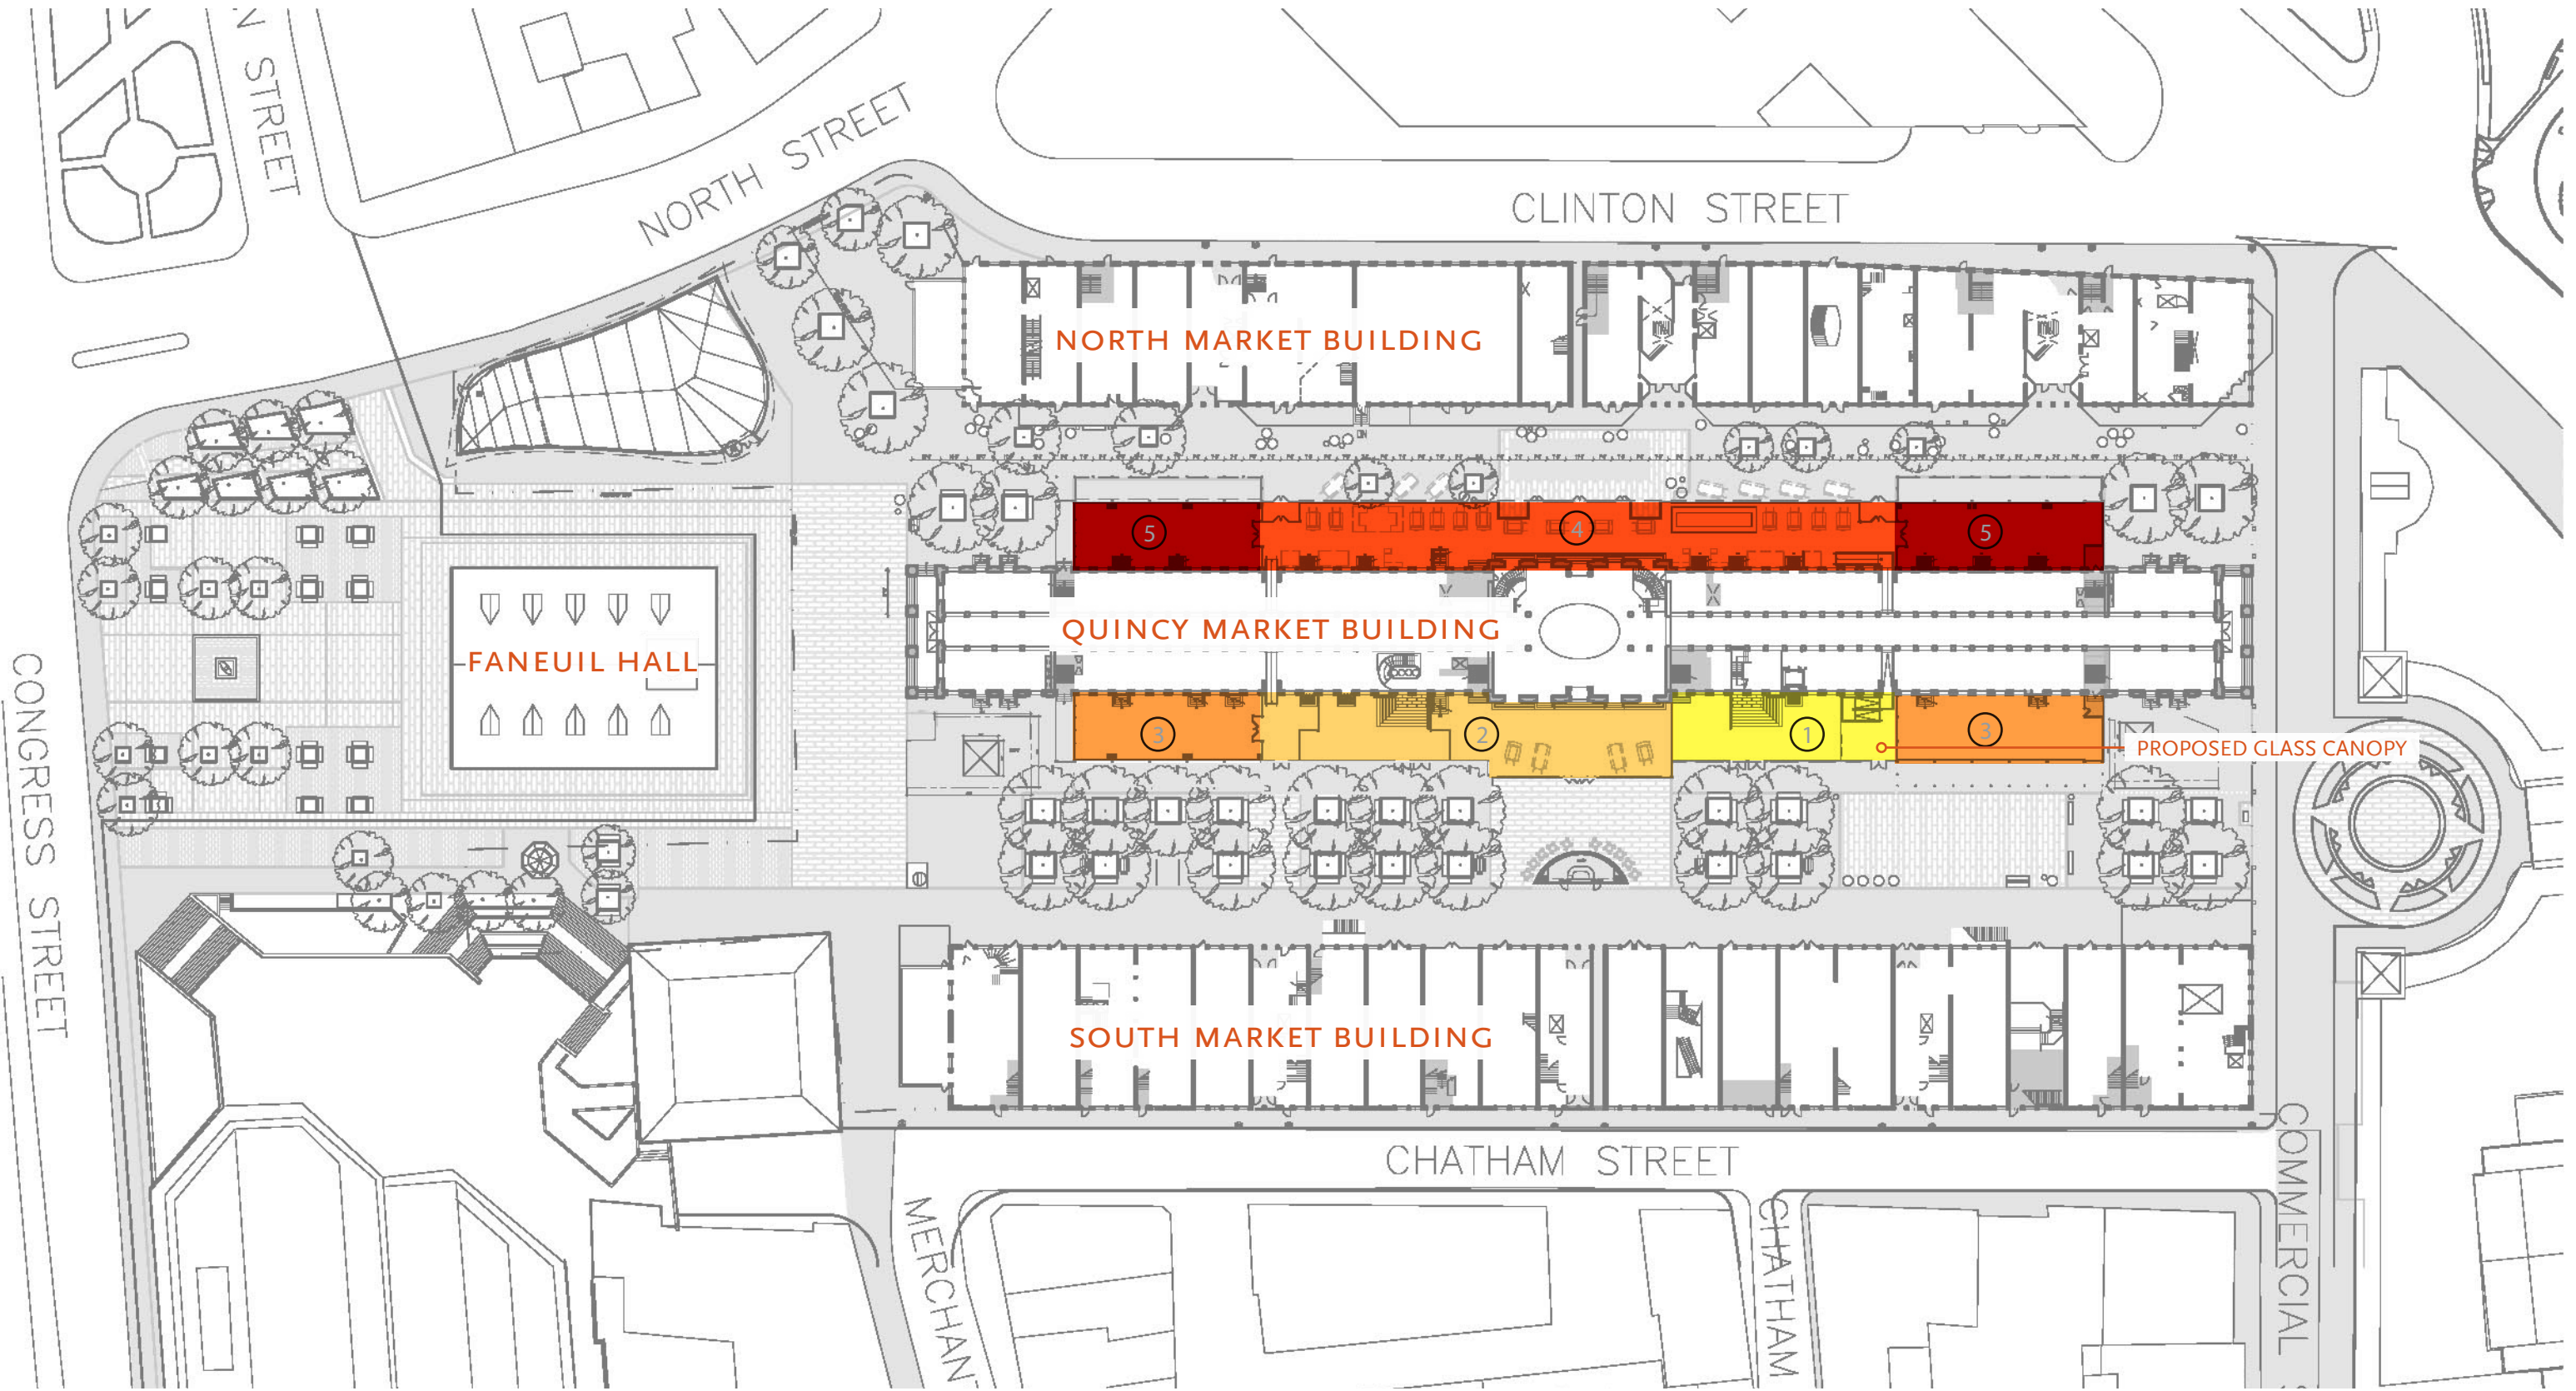 N STREET
NORTH STREET
CLINTON STREET
NORTH MARKET BUILDING
5
4
5
QUINCY MARKET BUILDING
FANEUIL HALL
CONGRESS STREET
3
2
1
3
PROPOSED GLASS CANOPY
SOUTH MARKET BUILDING
CHATHAM STREET
MERCHAN
CHATHAM
COMMERCIAL